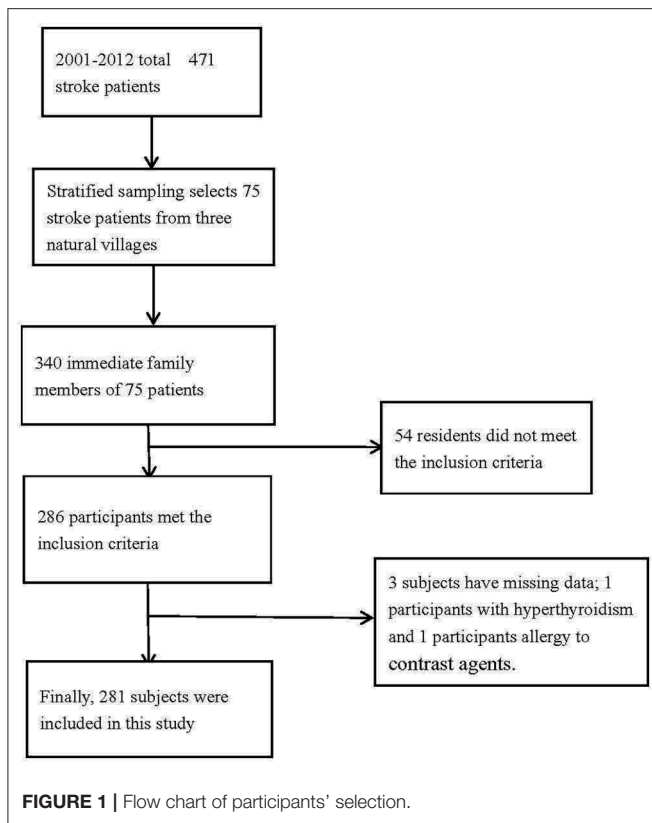 2001-2012 total 471
stroke patients
Stratified sampling selects 75
stroke patients from three
natural villages
340 immediate family
members of 75 patients
54 residents did not meet
the inclusion criteria
286 participants met the
inclusion criteria
3 subjects have missing data; 1
participants with hyperthyroidism
and 1 participants allergy to
contrast agents.
Finally, 281 subjects were
included in this study
FIGURE 1 | Flow chart of participants' selection.